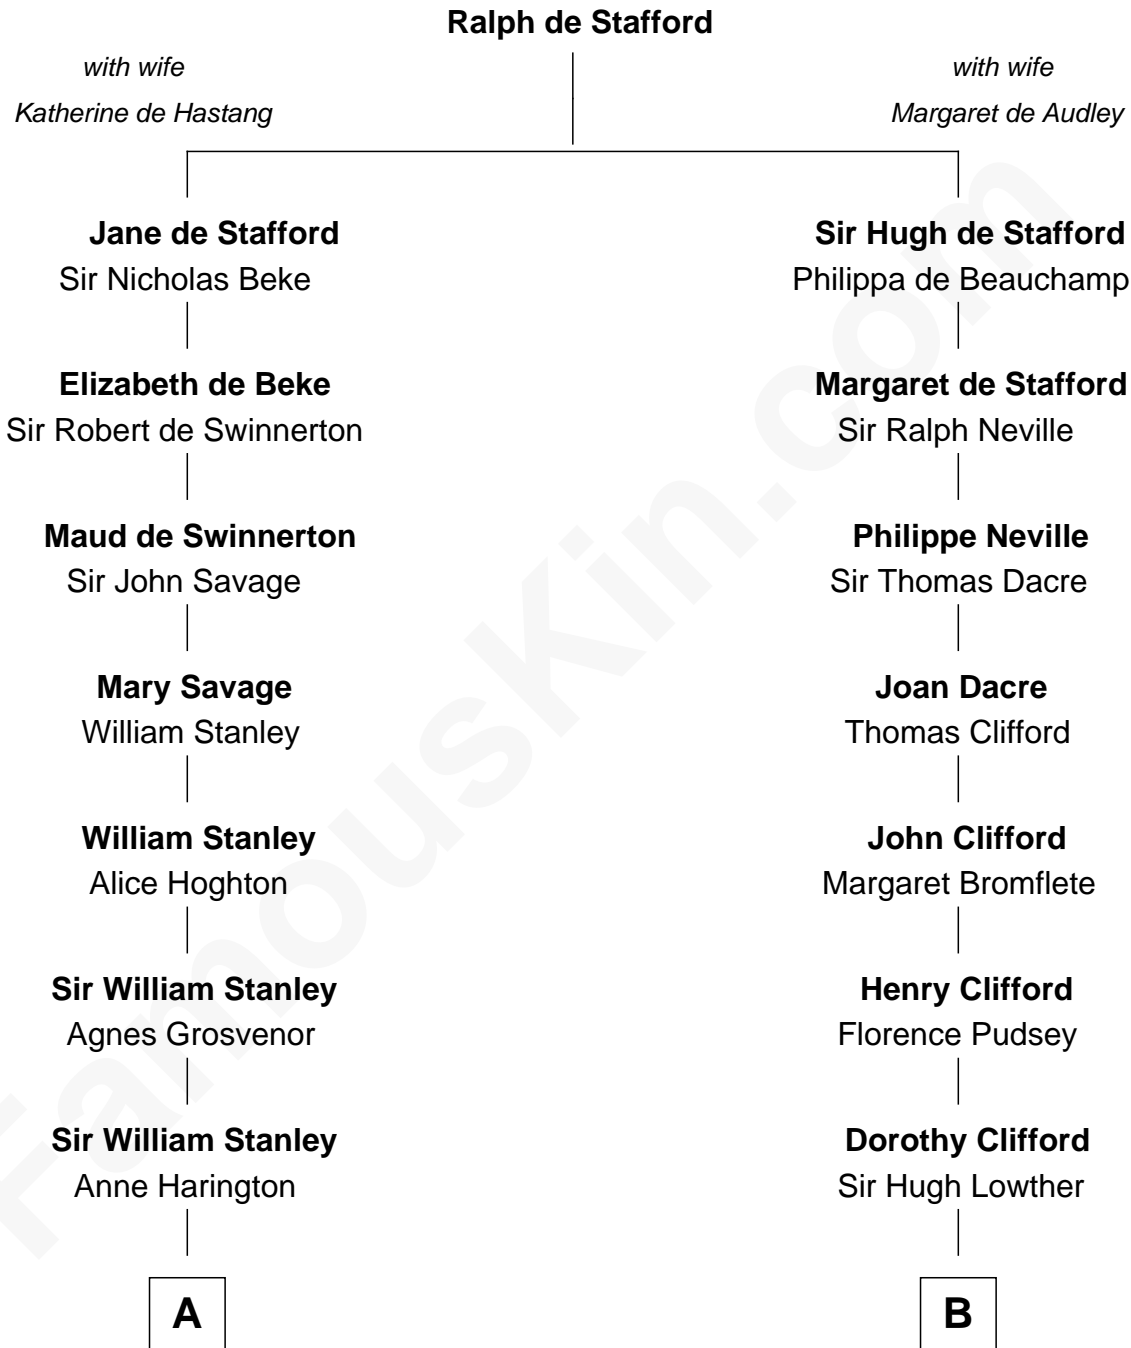 Ralph de Stafford
with wife
Katherine de Hastang
with wife
Margaret de Audley
Jane de Stafford
Sir Nicholas Beke
Sir Hugh de Stafford
Philippa de Beauchamp
Elizabeth de Beke
Sir Robert de Swinnerton
Margaret de Stafford
Sir Ralph Neville
Maud de Swinnerton
Sir John Savage
Philippe Neville
Sir Thomas Dacre
Mary Savage
William Stanley
Joan Dacre
Thomas Clifford
William Stanley
Alice Hoghton
John Clifford
Margaret Bromflete
Sir William Stanley
Agnes Grosvenor
Henry Clifford
Florence Pudsey
Sir William Stanley
Anne Harington
Dorothy Clifford
Sir Hugh Lowther
A
B
FamousKin.com